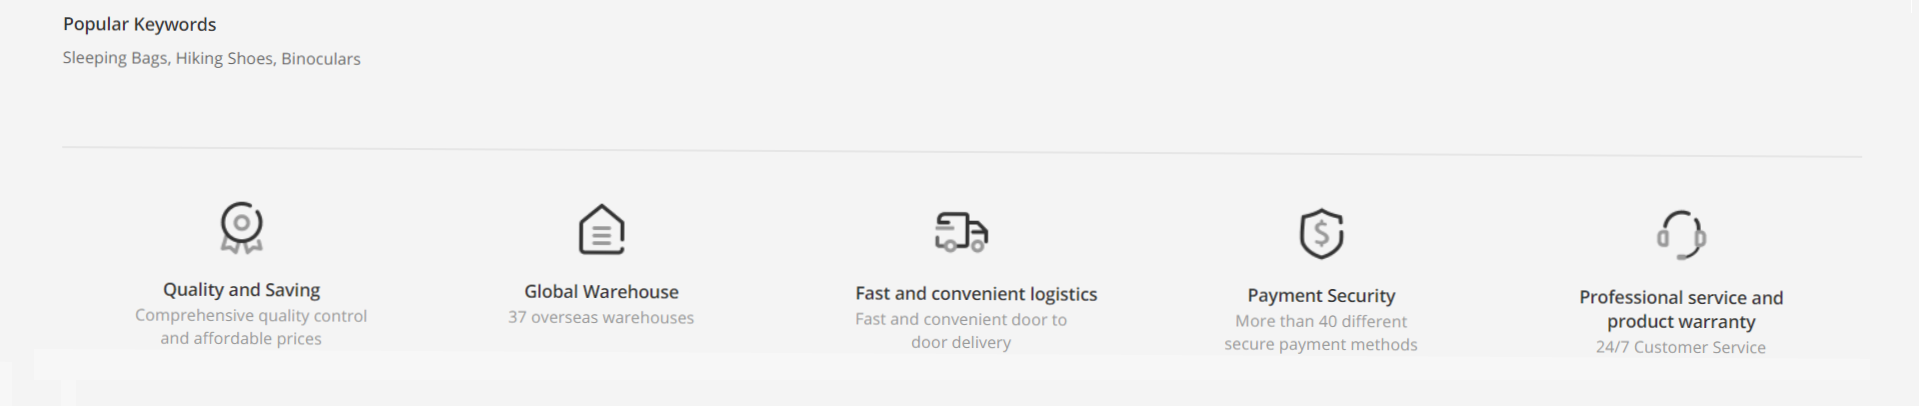 Popular Keywords
Sleeping Bags, Hiking Shoes, Binoculars
Quality and Saving
Comprehensive quality control
and affordable prices
Global Warehouse
37 overseas warehouses
Fast and convenient logistics
Fast and convenient door to
door delivery
Payment Security
More than 40 different
secure payment methods
Professional service and
product warranty
24/7 Customer Service